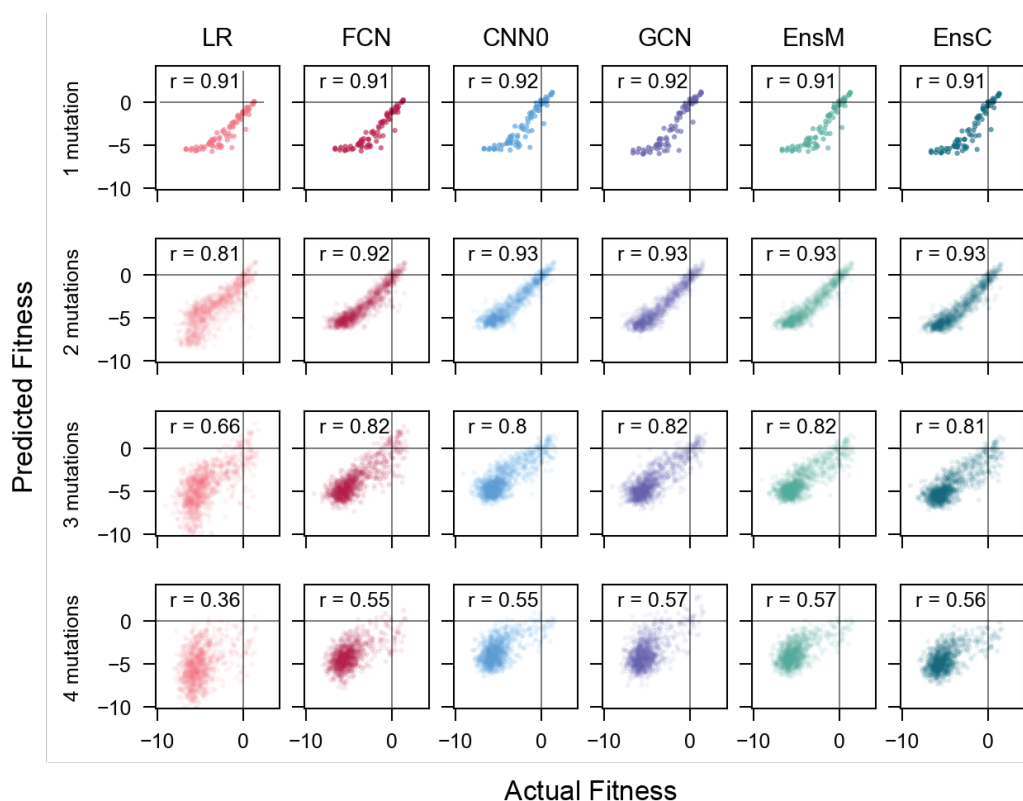 LR FCN CNN0 GCN EnsM EnsC
Predicted Fitness
1 mutation
r = 0.91 r = 0.91 r = 0.92 r = 0.92 r = 0.91 r = 0.91
0
−5
−10
2 mutations
r = 0.81 r = 0.92 r = 0.93 r = 0.93 r = 0.93 r = 0.93
0
−5
−10
3 mutations
r = 0.66 r = 0.82 r = 0.8 r = 0.82 r = 0.82 r = 0.81
0
−5
−10
4 mutations
r = 0.36 r = 0.55 r = 0.55 r = 0.57 r = 0.57 r = 0.56
0
−5
−10
−10 0 −10 0 −10 0 −10 0 −10 0 −10 0
Actual Fitness